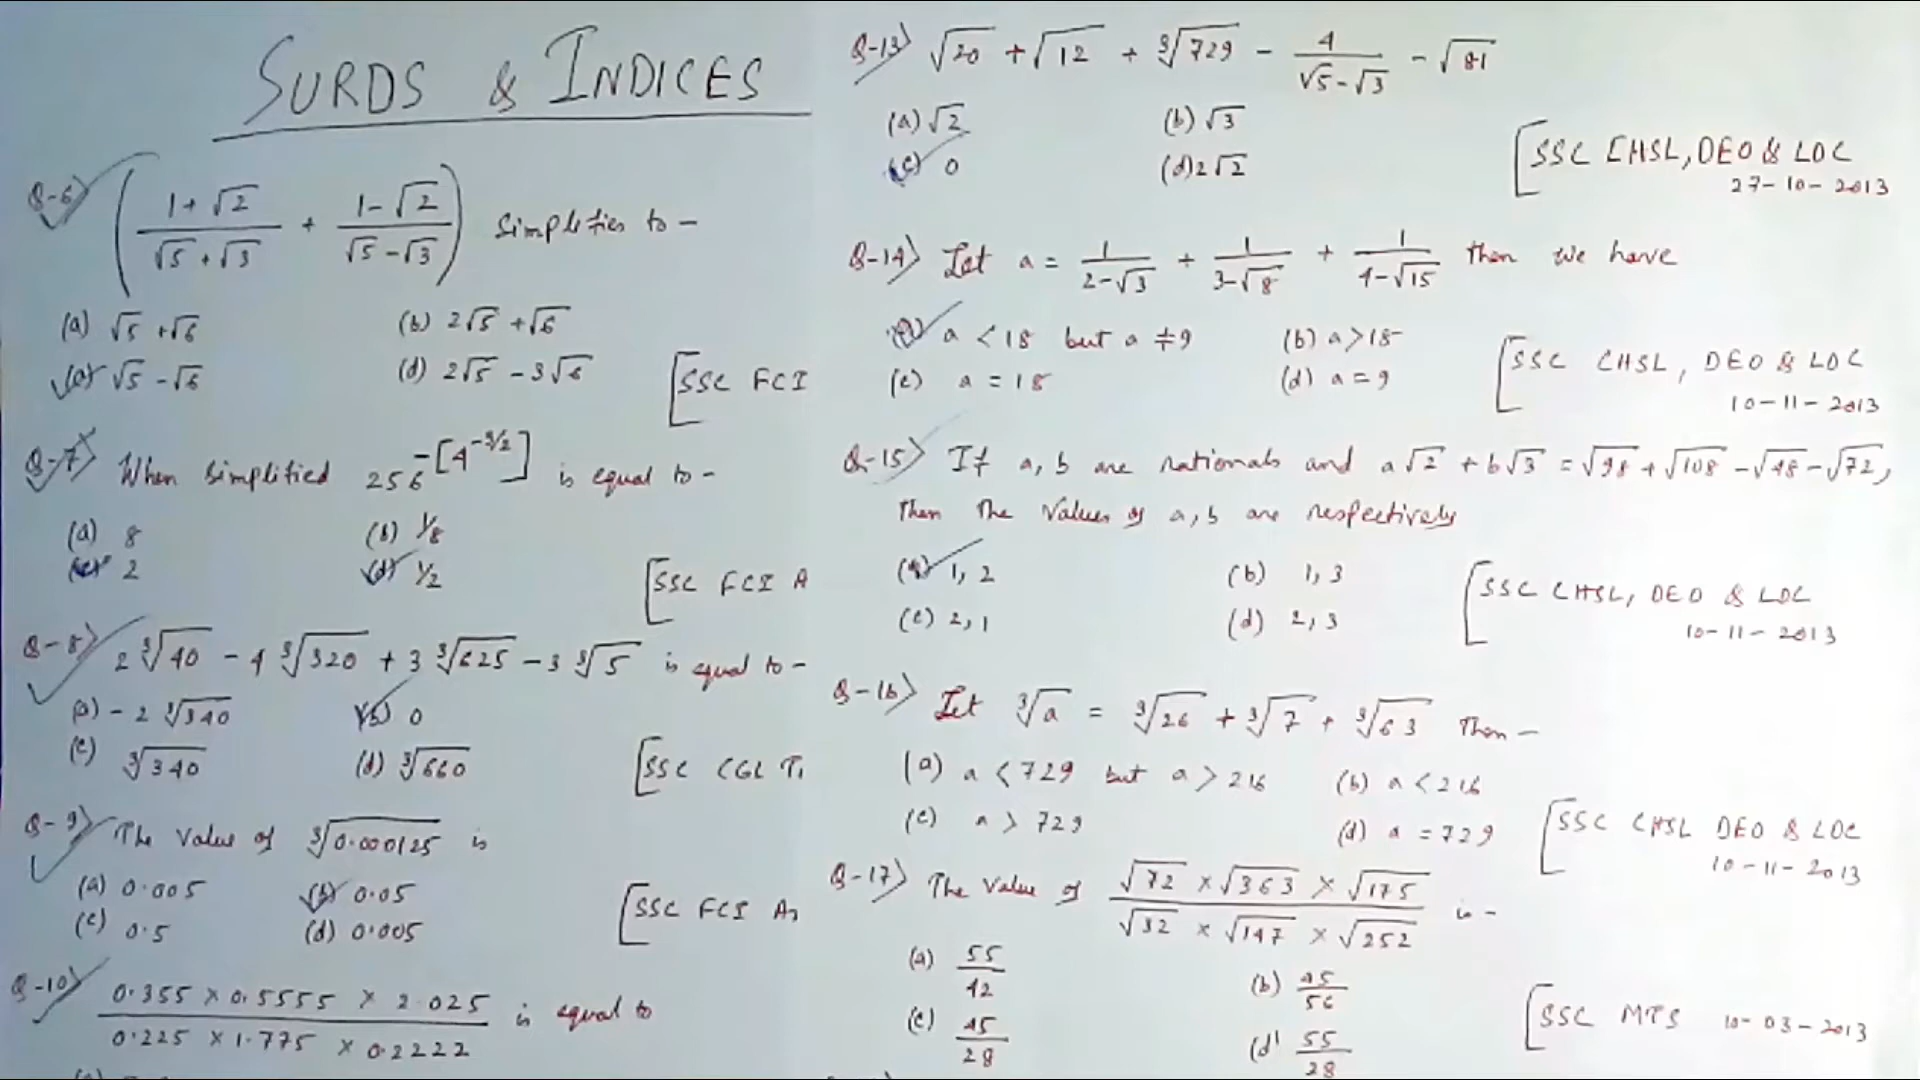 SURDS & INDICES
Q-6> ( (1+√2)/(√5+√3) + (1-√2)/(√5-√3) ) Simplifies to -
(a) √5 +√6 (b) 2√5 +√6
(c) √5 -√6 (d) 2√5 - 3√6 [SSC FCI
Q-7> When Simplified 256^-[4^-3/2] is equal to -
(a) 8 (b) 1/8
(c) 2 (d) 1/2 [SSC FCI A
Q-8> 2 ∛40 - 4 ∛320 + 3 ∛625 - 3 ∛5 is equal to -
(a) - 2 ∛340 (b) 0
(c) ∛340 (d) ∛660 [SSC CGL T
Q-9> The Value of ∛0.000125 is
(a) 0.005 (b) 0.05
(c) 0.5 (d) 0.005 [SSC FCI As
Q-10> (0.355 × 0.5555 × 2.025)/(0.225 × 1.775 × 0.2222) is equal to
Q-13> √20 + √12 + ∛729 - 4/(√5-√3) - √81
(a) √2 (b) √3
(c) 0 (d) 2√2 [SSC CHSL, DEO & LDC
27-10-2013
Q-14> Let a = 1/(2-√3) + 1/(3-√8) + 1/(4-√15) then we have
(a) a < 18 but a ≠ 9 (b) a > 18
(c) a = 18 (d) a = 9 [SSC CHSL, DEO & LDC
10-11-2013
Q-15> If a, b are rationals and a√2 + b√3 = √98 + √108 - √48 - √72,
Then The Values of a, b are respectively
(a) 1, 2 (b) 1, 3
(c) 2, 1 (d) 2, 3 [SSC CHSL, DEO & LDC
10-11-2013
Q-16> Let ∛a = ∛26 + ∛7 + ∛63 Then -
(a) a < 729 but a > 216 (b) a < 216
(c) a > 729 (d) a = 729 [SSC CHSL DEO & LDC
10-11-2013
Q-17> The Value of (√72 × √363 × √175)/(√32 × √147 × √252) is -
(a) 55/42 (b) 45/56
(c) 45/28 (d) 55/28 [SSC MTS 10-03-2013